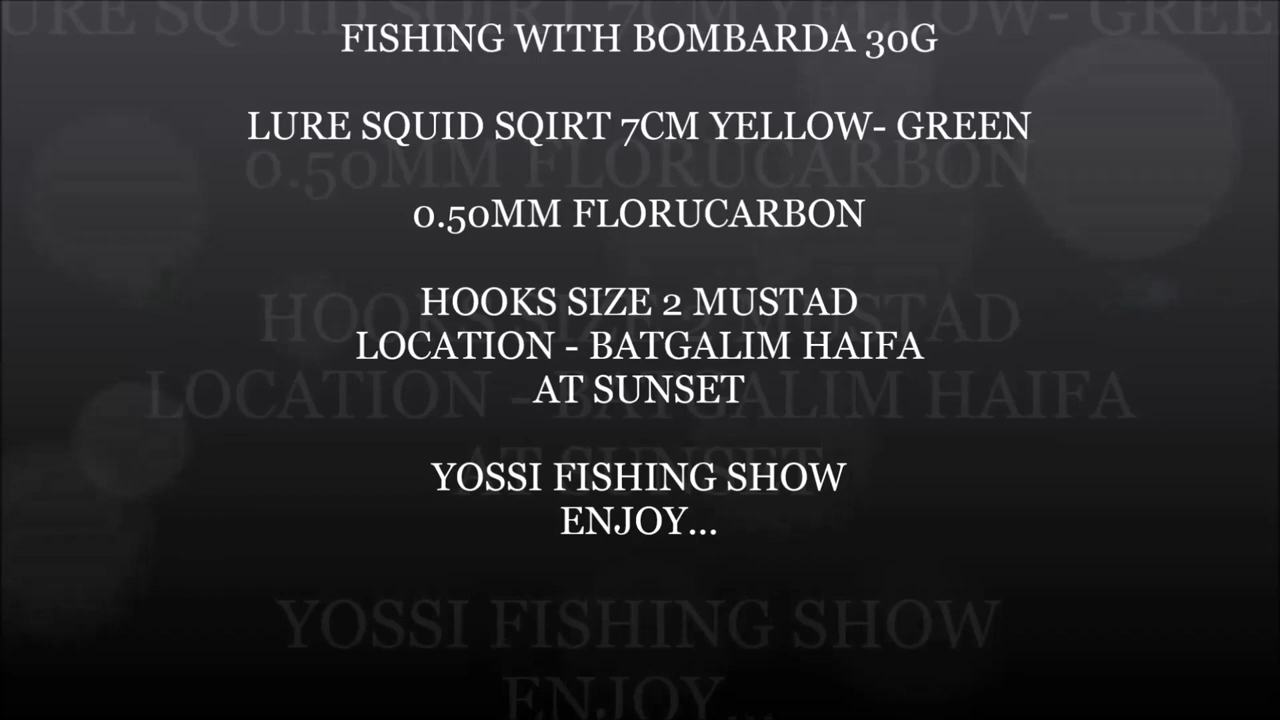 FISHING WITH BOMBARDA 30G
LURE SQUID SQIRT 7CM YELLOW- GREEN
0.50MM FLORUCARBON
HOOKS SIZE 2 MUSTAD
LOCATION - BATGALIM HAIFA
AT SUNSET
YOSSI FISHING SHOW
ENJOY...